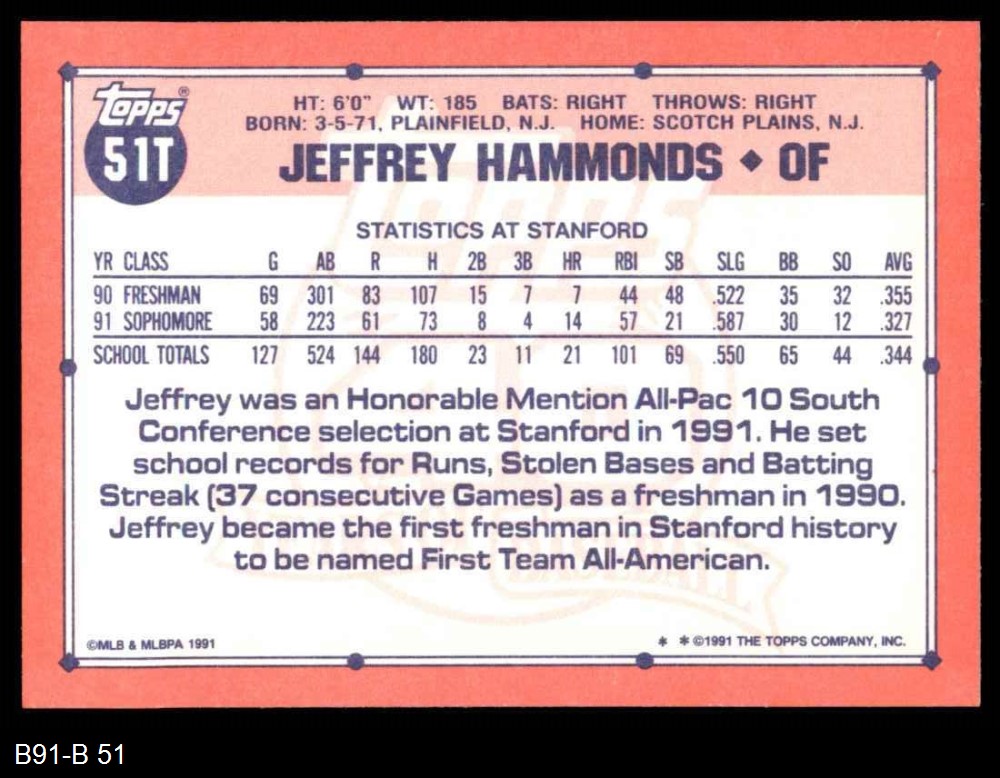 topps®
51T
HT: 6'0" WT: 185 BATS: RIGHT THROWS: RIGHT
BORN: 3-5-71, PLAINFIELD, N.J. HOME: SCOTCH PLAINS, N.J.
JEFFREY HAMMONDS ◆ OF
STATISTICS AT STANFORD
YR CLASS G AB R H 2B 3B HR RBI SB SLG BB SO AVG
90 FRESHMAN 69 301 83 107 15 7 7 44 48 .522 35 32 .355
91 SOPHOMORE 58 223 61 73 8 4 14 57 21 .587 30 12 .327
SCHOOL TOTALS 127 524 144 180 23 11 21 101 69 .550 65 44 .344
Jeffrey was an Honorable Mention All-Pac 10 South
Conference selection at Stanford in 1991. He set
school records for Runs, Stolen Bases and Batting
Streak (37 consecutive Games) as a freshman in 1990.
Jeffrey became the first freshman in Stanford history
to be named First Team All-American.
©MLB & MLBPA 1991
* * ©1991 THE TOPPS COMPANY, INC.
B91-B 51